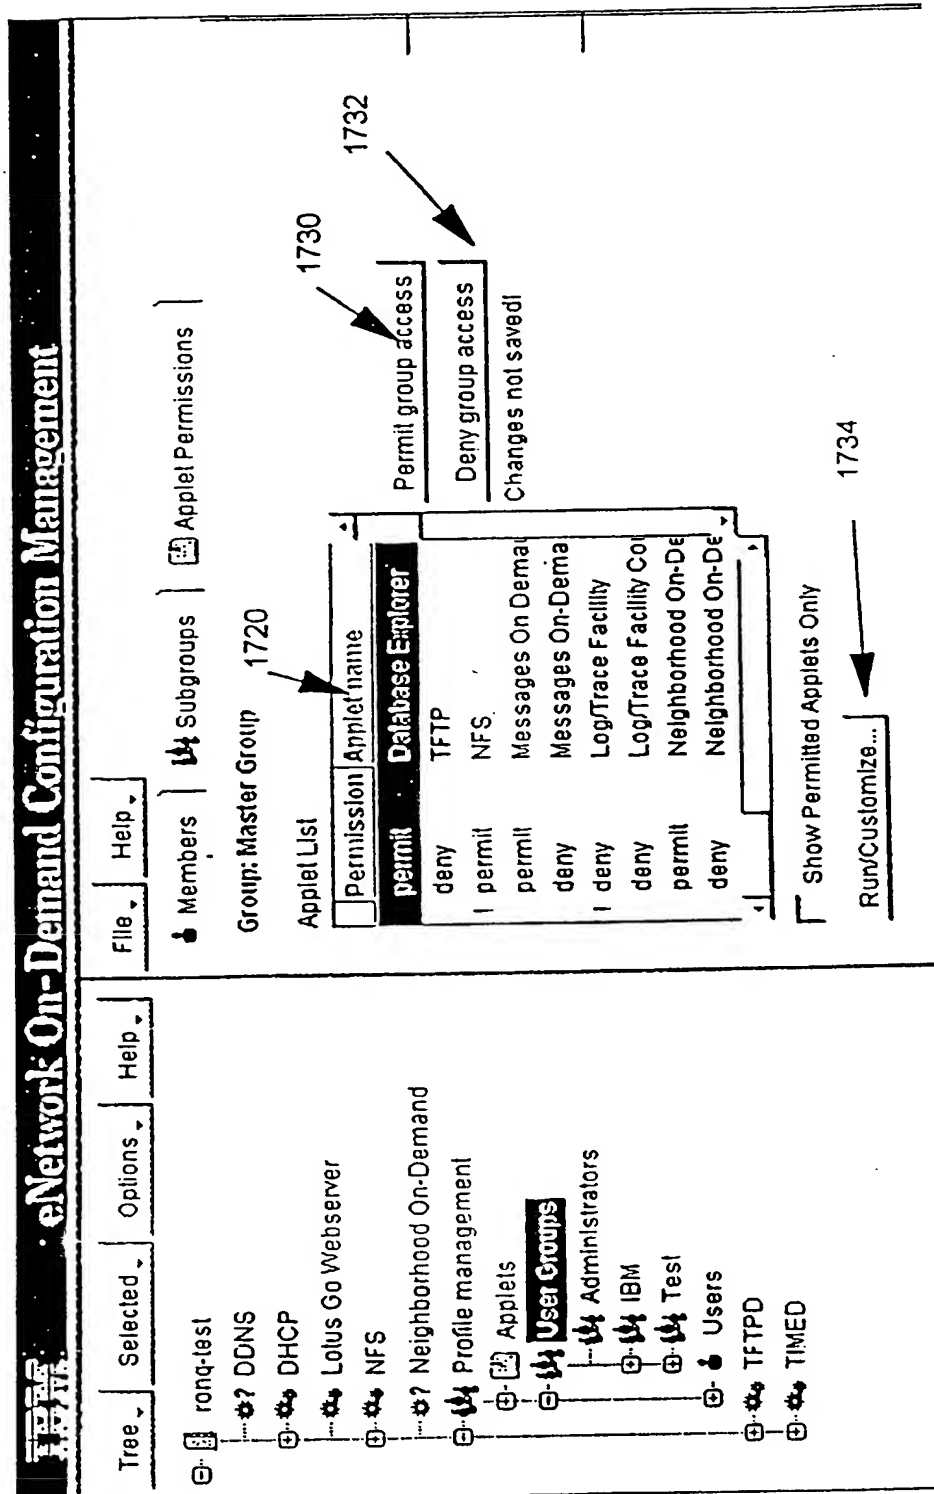 IBM eNetwork On-Demand Configuration Management
Tree Selected Options Help
ronq-test
? DDNS
DHCP
Lotus Go Webserver
NFS
? Neighborhood On-Demand
Profile management
Applets
User Groups
Administrators
IBM
Test
Users
TFTPD
TIMED
File Help
Members Subgroups Applet Permissions
Group: Master Group
1720
Applet List
Permission Applet name
permit Database Explorer
deny TFTP
permit NFS
permit Messages On Demau
deny Messages On-Dema
deny Log/Trace Facility
deny Log/Trace Facility Cor
permit Neighborhood On-De
deny Neighborhood On-De
Show Permitted Applets Only
Run/Customize...
1734
1730
Permit group access
1732
Deny group access
Changes not saved!